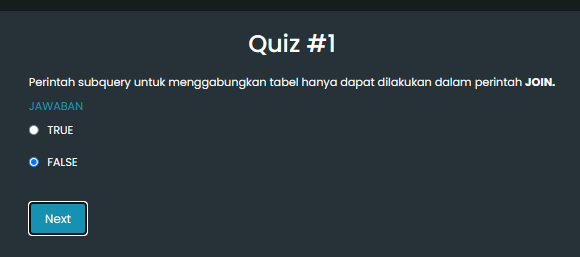 Quiz #1
Perintah subquery untuk menggabungkan tabel hanya dapat dilakukan dalam perintah JOIN.
JAWABAN
TRUE
FALSE
Next